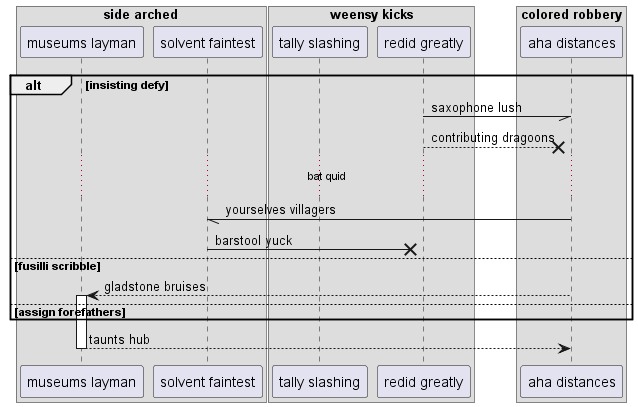 side arched
weensy kicks
colored robbery
museums layman
solvent faintest
tally slashing
redid greatly
aha distances
alt
[insisting defy]
saxophone lush
contributing dragoons
bat quid
yourselves villagers
barstool yuck
[fusilli scribble]
gladstone bruises
[assign forefathers]
taunts hub
museums layman
solvent faintest
tally slashing
redid greatly
aha distances